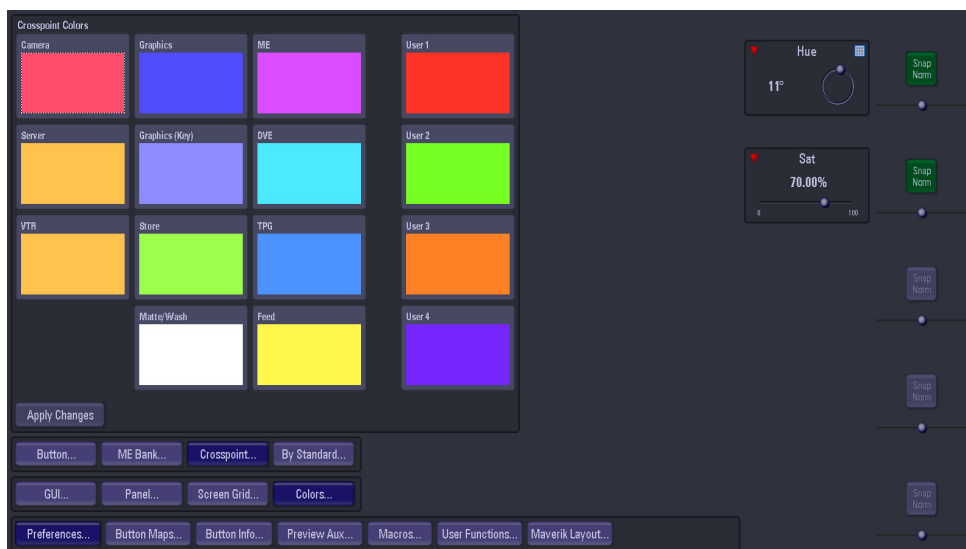 Crosspoint Colors
Camera
Graphics
ME
User 1
Server
Graphics (Key)
DVE
User 2
VTR
Store
TPG
User 3
Matte/Wash
Feed
User 4
Apply Changes
Hue
11°
Snap
Norm
Sat
70.00%
0
100
Snap
Norm
Snap
Norm
Snap
Norm
Snap
Norm
Button...
ME Bank...
Crosspoint...
By Standard...
GUI...
Panel...
Screen Grid...
Colors...
Preferences...
Button Maps...
Button Info...
Preview Aux...
Macros...
User Functions...
Maverik Layout...